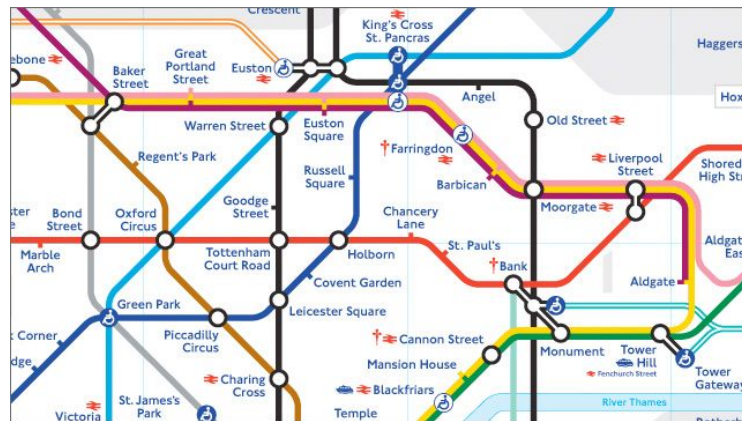 Crescent
King's Cross
St. Pancras
Haggers
ebone
Great
Portland
Street
Euston
Baker
Street
Angel
Hox
Warren Street
Euston
Square
Old Street
Farringdon
Liverpool
Street
Shored
High Str
Regent's Park
Russell
Square
Barbican
Moorgate
Bond
Street
Oxford
Circus
Goodge
Street
Chancery
Lane
ster
Marble
Arch
Tottenham
Court Road
Holborn
St. Paul's
Aldgat
Eas
Bank
Aldgate
Covent Garden
Green Park
Leicester Square
x Corner
Piccadilly
Circus
Cannon Street
Monument
Tower
Hill
Fenchurch Street
dge
Mansion House
Tower
Gateway
Charing
Cross
St. James's
Park
Blackfriars
Victoria
Temple
River Thames